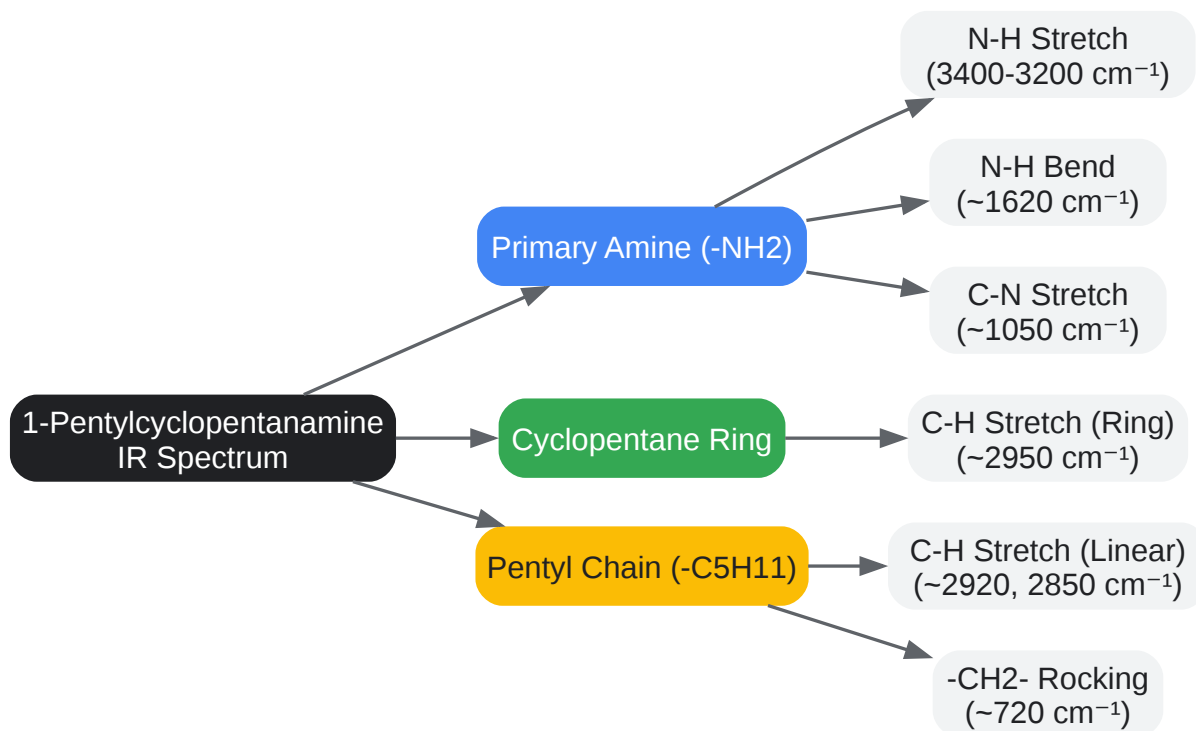 N-H Stretch
(3400-3200 cm⁻¹)
N-H Bend
(~1620 cm⁻¹)
Primary Amine (-NH2)
C-N Stretch
(~1050 cm⁻¹)
1-Pentylcyclopentanamine
IR Spectrum
Cyclopentane Ring
C-H Stretch (Ring)
(~2950 cm⁻¹)
Pentyl Chain (-C5H11)
C-H Stretch (Linear)
(~2920, 2850 cm⁻¹)
-CH2- Rocking
(~720 cm⁻¹)